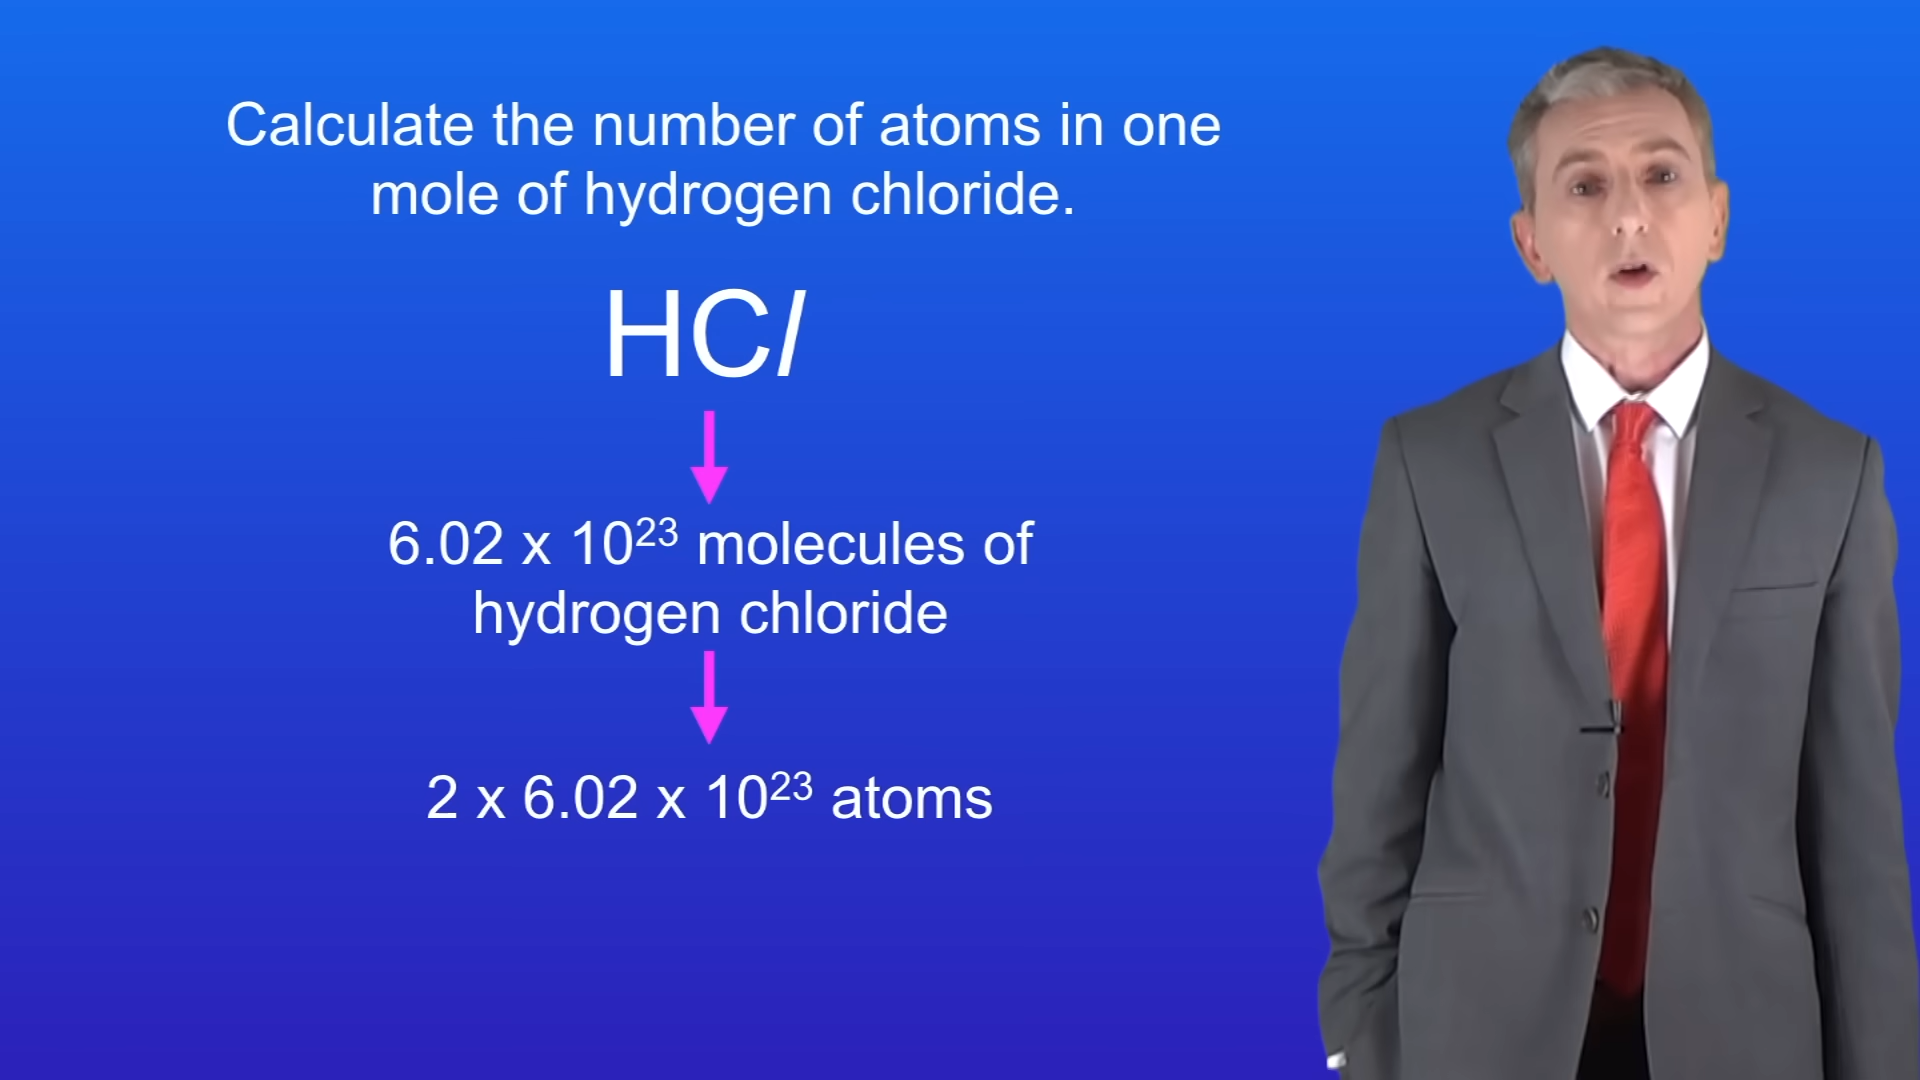 Calculate the number of atoms in one
mole of hydrogen chloride.
HCl
6.02 x 10²³ molecules of
hydrogen chloride
2 x 6.02 x 10²³ atoms